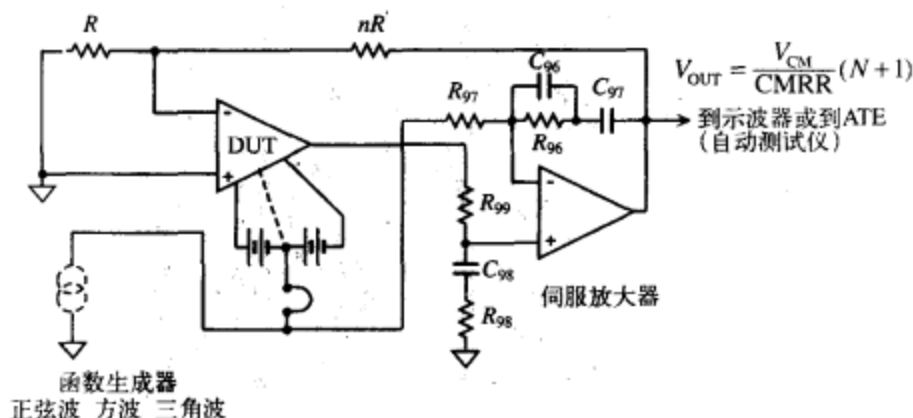 R
nR
C96
R97
C97
R96
V_OUT = V_CM/CMRR (N+1)
到示波器或到ATE
(自动测试仪)
-
DUT
+
-
+
R99
C98
R98
伺服放大器
函数生成器
正弦波 方波 三角波